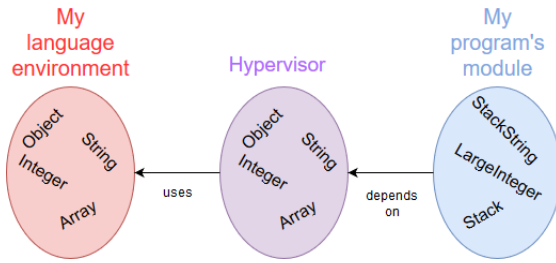 My
language
environment
Hypervisor
My
program's
module
Object
String
Integer
Array
uses
Object
String
Integer
Array
depends
on
StackString
LargeInteger
Stack